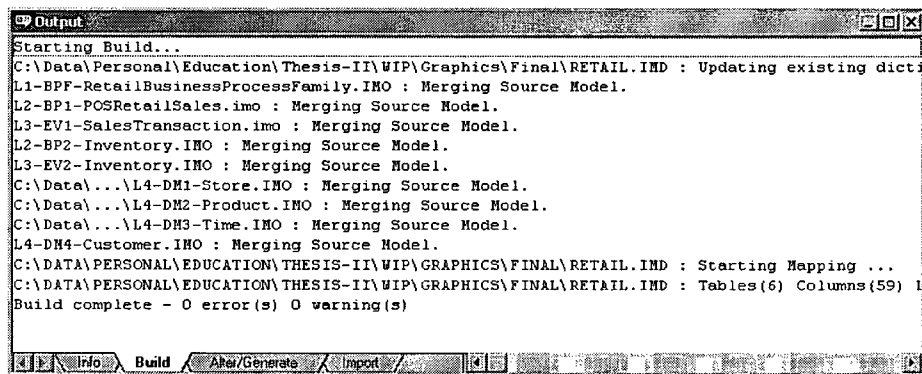 Output
Starting Build...
C:\Data\Personal\Education\Thesis-II\WIP\Graphics\Final\RETAIL.IMD : Updating existing dicti
L1-BPF-RetailBusinessProcessFamily.IMO : Merging Source Model.
L2-BP1-POSRetailSales.imo : Merging Source Model.
L3-EV1-SalesTransaction.imo : Merging Source Model.
L2-BP2-Inventory.IMO : Merging Source Model.
L3-EV2-Inventory.IMO : Merging Source Model.
C:\Data\...\L4-DM1-Store.IMO : Merging Source Model.
C:\Data\...\L4-DM2-Product.IMO : Merging Source Model.
C:\Data\...\L4-DM3-Time.IMO : Merging Source Model.
L4-DM4-Customer.IMO : Merging Source Model.
C:\DATA\PERSONAL\EDUCATION\THESIS-II\WIP\GRAPHICS\FINAL\RETAIL.IMD : Starting Mapping ...
C:\DATA\PERSONAL\EDUCATION\THESIS-II\WIP\GRAPHICS\FINAL\RETAIL.IMD : Tables(6) Columns(59)
Build complete - 0 error(s) 0 warning(s)
Info Build Alter/Generate Import